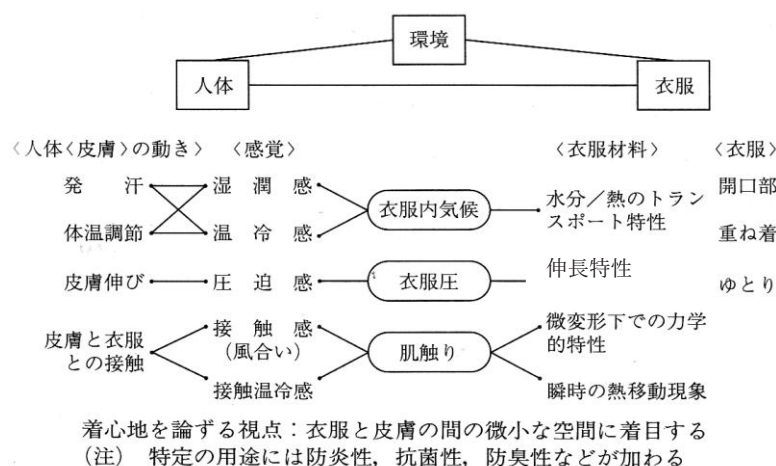 環境
人体
衣服
〈人体〈皮膚〉の動き〉 〈感覚〉 〈衣服材料〉 〈衣服〉
発汗 湿潤感 開口部
衣服内気候 水分/熱のトラン
スポート特性
体温調節 温冷感 重ね着
皮膚伸び 圧迫感 衣服圧 伸長特性 ゆとり
皮膚と衣服
との接触
接触感
(風合い)
肌触り
微変形下での力学
的特性
接触温冷感 瞬時の熱移動現象
着心地を論ずる視点:衣服と皮膚の間の微小な空間に着目する
(注) 特定の用途には防炎性,抗菌性,防臭性などが加わる